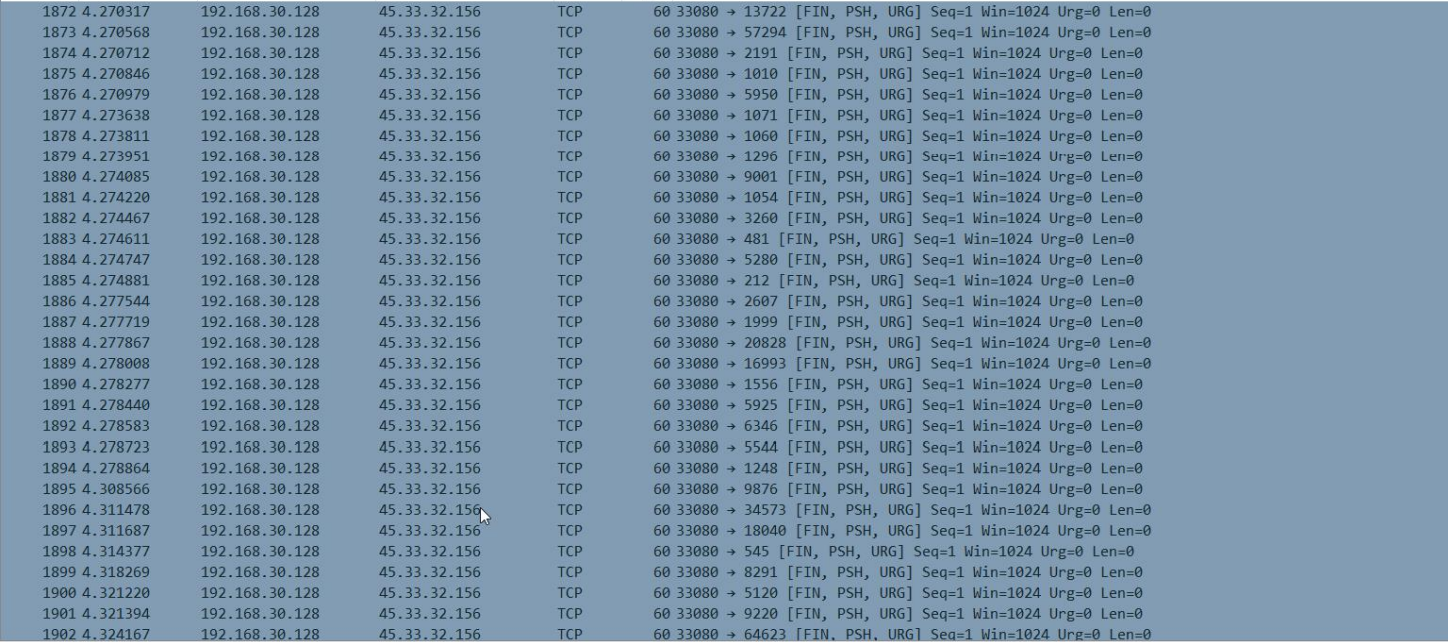 1872 4.270317 192.168.30.128 45.33.32.156 TCP 60 33080 → 13722 [FIN, PSH, URG] Seq=1 Win=1024 Urg=0 Len=0
1873 4.270568 192.168.30.128 45.33.32.156 TCP 60 33080 → 57294 [FIN, PSH, URG] Seq=1 Win=1024 Urg=0 Len=0
1874 4.270712 192.168.30.128 45.33.32.156 TCP 60 33080 → 2191 [FIN, PSH, URG] Seq=1 Win=1024 Urg=0 Len=0
1875 4.270846 192.168.30.128 45.33.32.156 TCP 60 33080 → 1010 [FIN, PSH, URG] Seq=1 Win=1024 Urg=0 Len=0
1876 4.270979 192.168.30.128 45.33.32.156 TCP 60 33080 → 5950 [FIN, PSH, URG] Seq=1 Win=1024 Urg=0 Len=0
1877 4.273638 192.168.30.128 45.33.32.156 TCP 60 33080 → 1071 [FIN, PSH, URG] Seq=1 Win=1024 Urg=0 Len=0
1878 4.273811 192.168.30.128 45.33.32.156 TCP 60 33080 → 1060 [FIN, PSH, URG] Seq=1 Win=1024 Urg=0 Len=0
1879 4.273951 192.168.30.128 45.33.32.156 TCP 60 33080 → 1296 [FIN, PSH, URG] Seq=1 Win=1024 Urg=0 Len=0
1880 4.274085 192.168.30.128 45.33.32.156 TCP 60 33080 → 9001 [FIN, PSH, URG] Seq=1 Win=1024 Urg=0 Len=0
1881 4.274220 192.168.30.128 45.33.32.156 TCP 60 33080 → 1054 [FIN, PSH, URG] Seq=1 Win=1024 Urg=0 Len=0
1882 4.274467 192.168.30.128 45.33.32.156 TCP 60 33080 → 3260 [FIN, PSH, URG] Seq=1 Win=1024 Urg=0 Len=0
1883 4.274611 192.168.30.128 45.33.32.156 TCP 60 33080 → 481 [FIN, PSH, URG] Seq=1 Win=1024 Urg=0 Len=0
1884 4.274747 192.168.30.128 45.33.32.156 TCP 60 33080 → 5280 [FIN, PSH, URG] Seq=1 Win=1024 Urg=0 Len=0
1885 4.274881 192.168.30.128 45.33.32.156 TCP 60 33080 → 212 [FIN, PSH, URG] Seq=1 Win=1024 Urg=0 Len=0
1886 4.277544 192.168.30.128 45.33.32.156 TCP 60 33080 → 2607 [FIN, PSH, URG] Seq=1 Win=1024 Urg=0 Len=0
1887 4.277719 192.168.30.128 45.33.32.156 TCP 60 33080 → 1999 [FIN, PSH, URG] Seq=1 Win=1024 Urg=0 Len=0
1888 4.277867 192.168.30.128 45.33.32.156 TCP 60 33080 → 20828 [FIN, PSH, URG] Seq=1 Win=1024 Urg=0 Len=0
1889 4.278008 192.168.30.128 45.33.32.156 TCP 60 33080 → 16993 [FIN, PSH, URG] Seq=1 Win=1024 Urg=0 Len=0
1890 4.278277 192.168.30.128 45.33.32.156 TCP 60 33080 → 1556 [FIN, PSH, URG] Seq=1 Win=1024 Urg=0 Len=0
1891 4.278440 192.168.30.128 45.33.32.156 TCP 60 33080 → 5925 [FIN, PSH, URG] Seq=1 Win=1024 Urg=0 Len=0
1892 4.278583 192.168.30.128 45.33.32.156 TCP 60 33080 → 6346 [FIN, PSH, URG] Seq=1 Win=1024 Urg=0 Len=0
1893 4.278723 192.168.30.128 45.33.32.156 TCP 60 33080 → 5544 [FIN, PSH, URG] Seq=1 Win=1024 Urg=0 Len=0
1894 4.278864 192.168.30.128 45.33.32.156 TCP 60 33080 → 1248 [FIN, PSH, URG] Seq=1 Win=1024 Urg=0 Len=0
1895 4.308566 192.168.30.128 45.33.32.156 TCP 60 33080 → 9876 [FIN, PSH, URG] Seq=1 Win=1024 Urg=0 Len=0
1896 4.311478 192.168.30.128 45.33.32.156 TCP 60 33080 → 34573 [FIN, PSH, URG] Seq=1 Win=1024 Urg=0 Len=0
1897 4.311687 192.168.30.128 45.33.32.156 TCP 60 33080 → 18040 [FIN, PSH, URG] Seq=1 Win=1024 Urg=0 Len=0
1898 4.314377 192.168.30.128 45.33.32.156 TCP 60 33080 → 545 [FIN, PSH, URG] Seq=1 Win=1024 Urg=0 Len=0
1899 4.318269 192.168.30.128 45.33.32.156 TCP 60 33080 → 8291 [FIN, PSH, URG] Seq=1 Win=1024 Urg=0 Len=0
1900 4.321220 192.168.30.128 45.33.32.156 TCP 60 33080 → 5120 [FIN, PSH, URG] Seq=1 Win=1024 Urg=0 Len=0
1901 4.321394 192.168.30.128 45.33.32.156 TCP 60 33080 → 9220 [FIN, PSH, URG] Seq=1 Win=1024 Urg=0 Len=0
1902 4.324167 192.168.30.128 45.33.32.156 TCP 60 33080 → 64623 [FIN, PSH, URG] Seq=1 Win=1024 Urg=0 Len=0